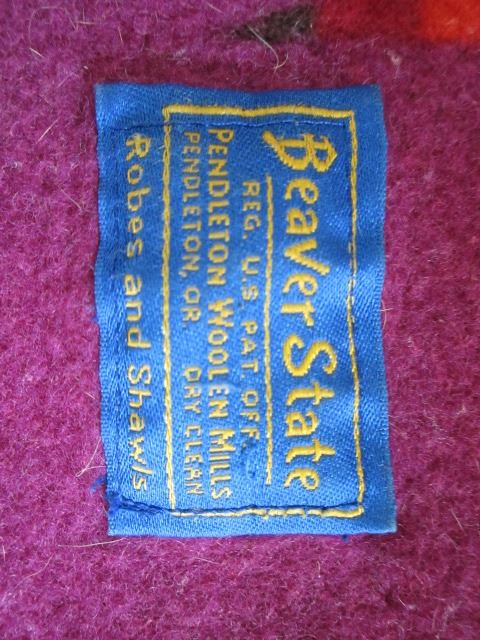 Beaver State
REG. U.S. PAT. OFF.
PENDLETON WOOLEN MILLS
PENDLETON, OR. DRY CLEAN
Robes and Shawls